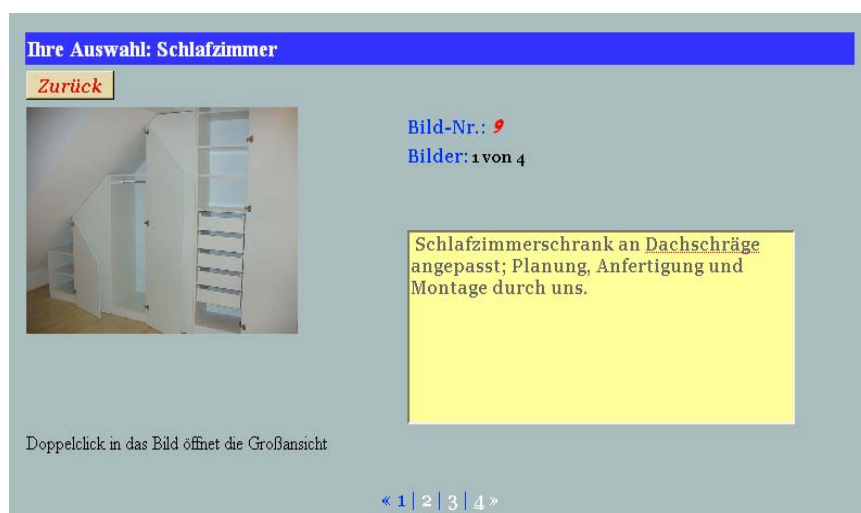 Ihre Auswahl: Schlafzimmer
Zurück
Bild-Nr.: 9
Bilder: 1 von 4
Schlafzimmerschrank an Dachschräge
angepasst; Planung, Anfertigung und
Montage durch uns.
Doppelclick in das Bild öffnet die Großansicht
« 1 | 2 | 3 | 4 »